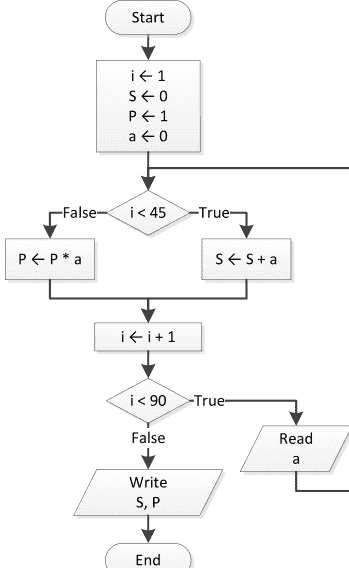 Start
i ← 1
S ← 0
P ← 1
a ← 0
False
i < 45
True
P ← P * a
S ← S + a
i ← i + 1
i < 90
True
False
Read
a
Write
S, P
End